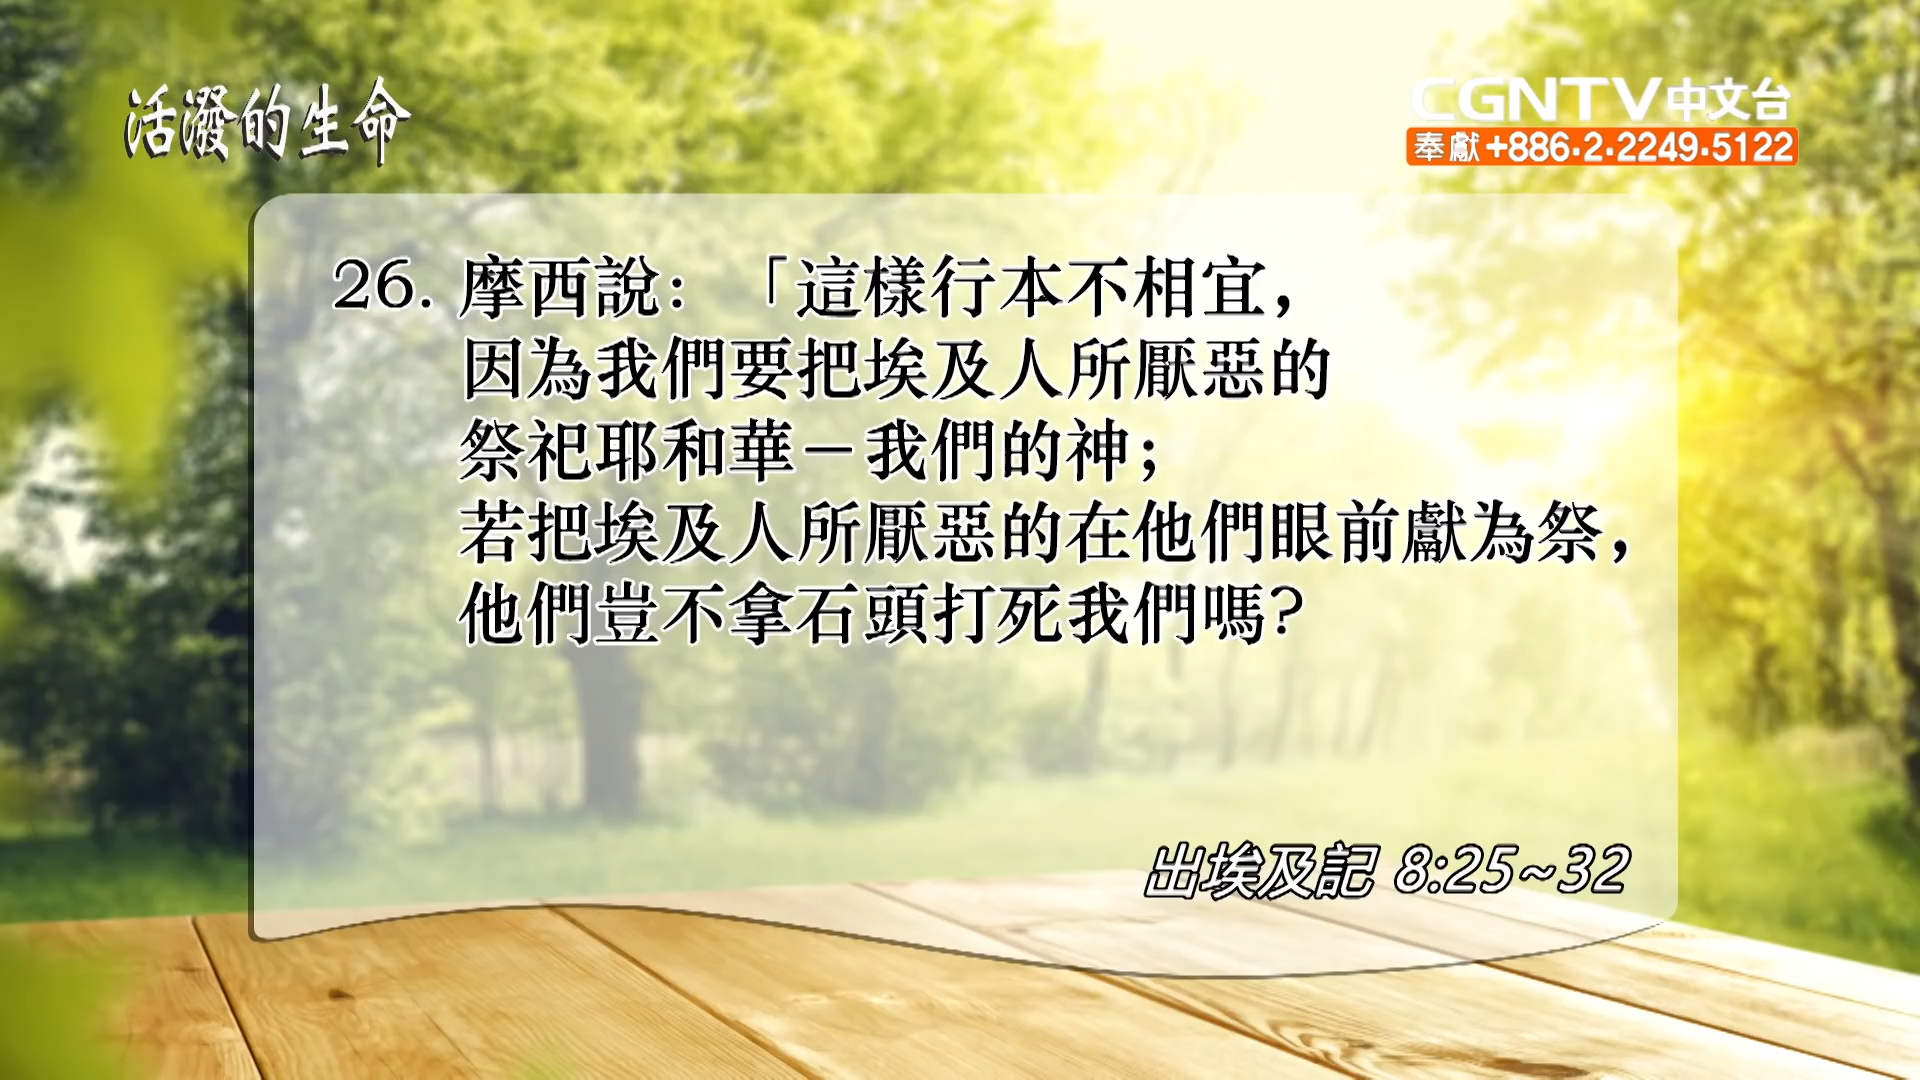 活潑的生命
CGNTV中文台
奉獻+886·2·2249·5122
26. 摩西說：「這樣行本不相宜，
因為我們要把埃及人所厭惡的
祭祀耶和華－我們的神；
若把埃及人所厭惡的在他們眼前獻為祭，
他們豈不拿石頭打死我們嗎？
出埃及記 8:25~32